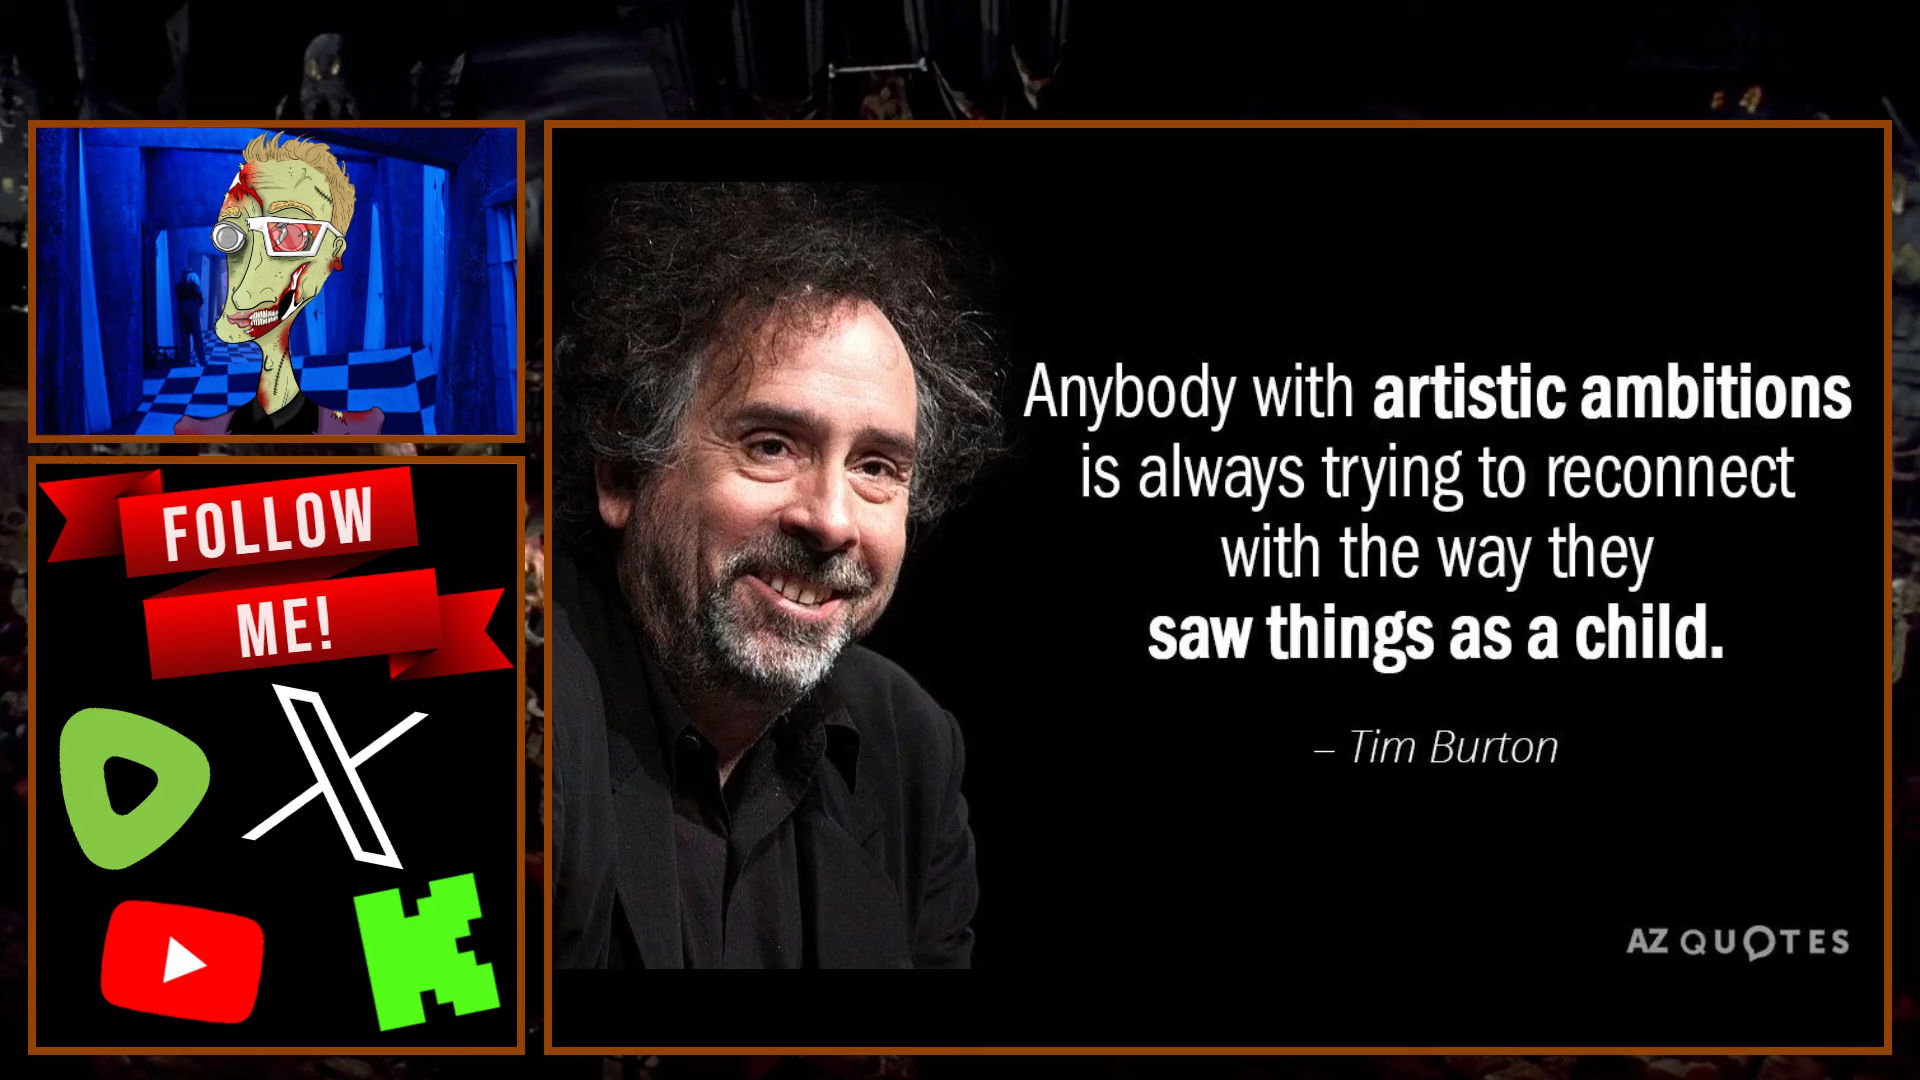 FOLLOW
ME!
Anybody with artistic ambitions
is always trying to reconnect
with the way they
saw things as a child.
– Tim Burton
AZ QUOTES